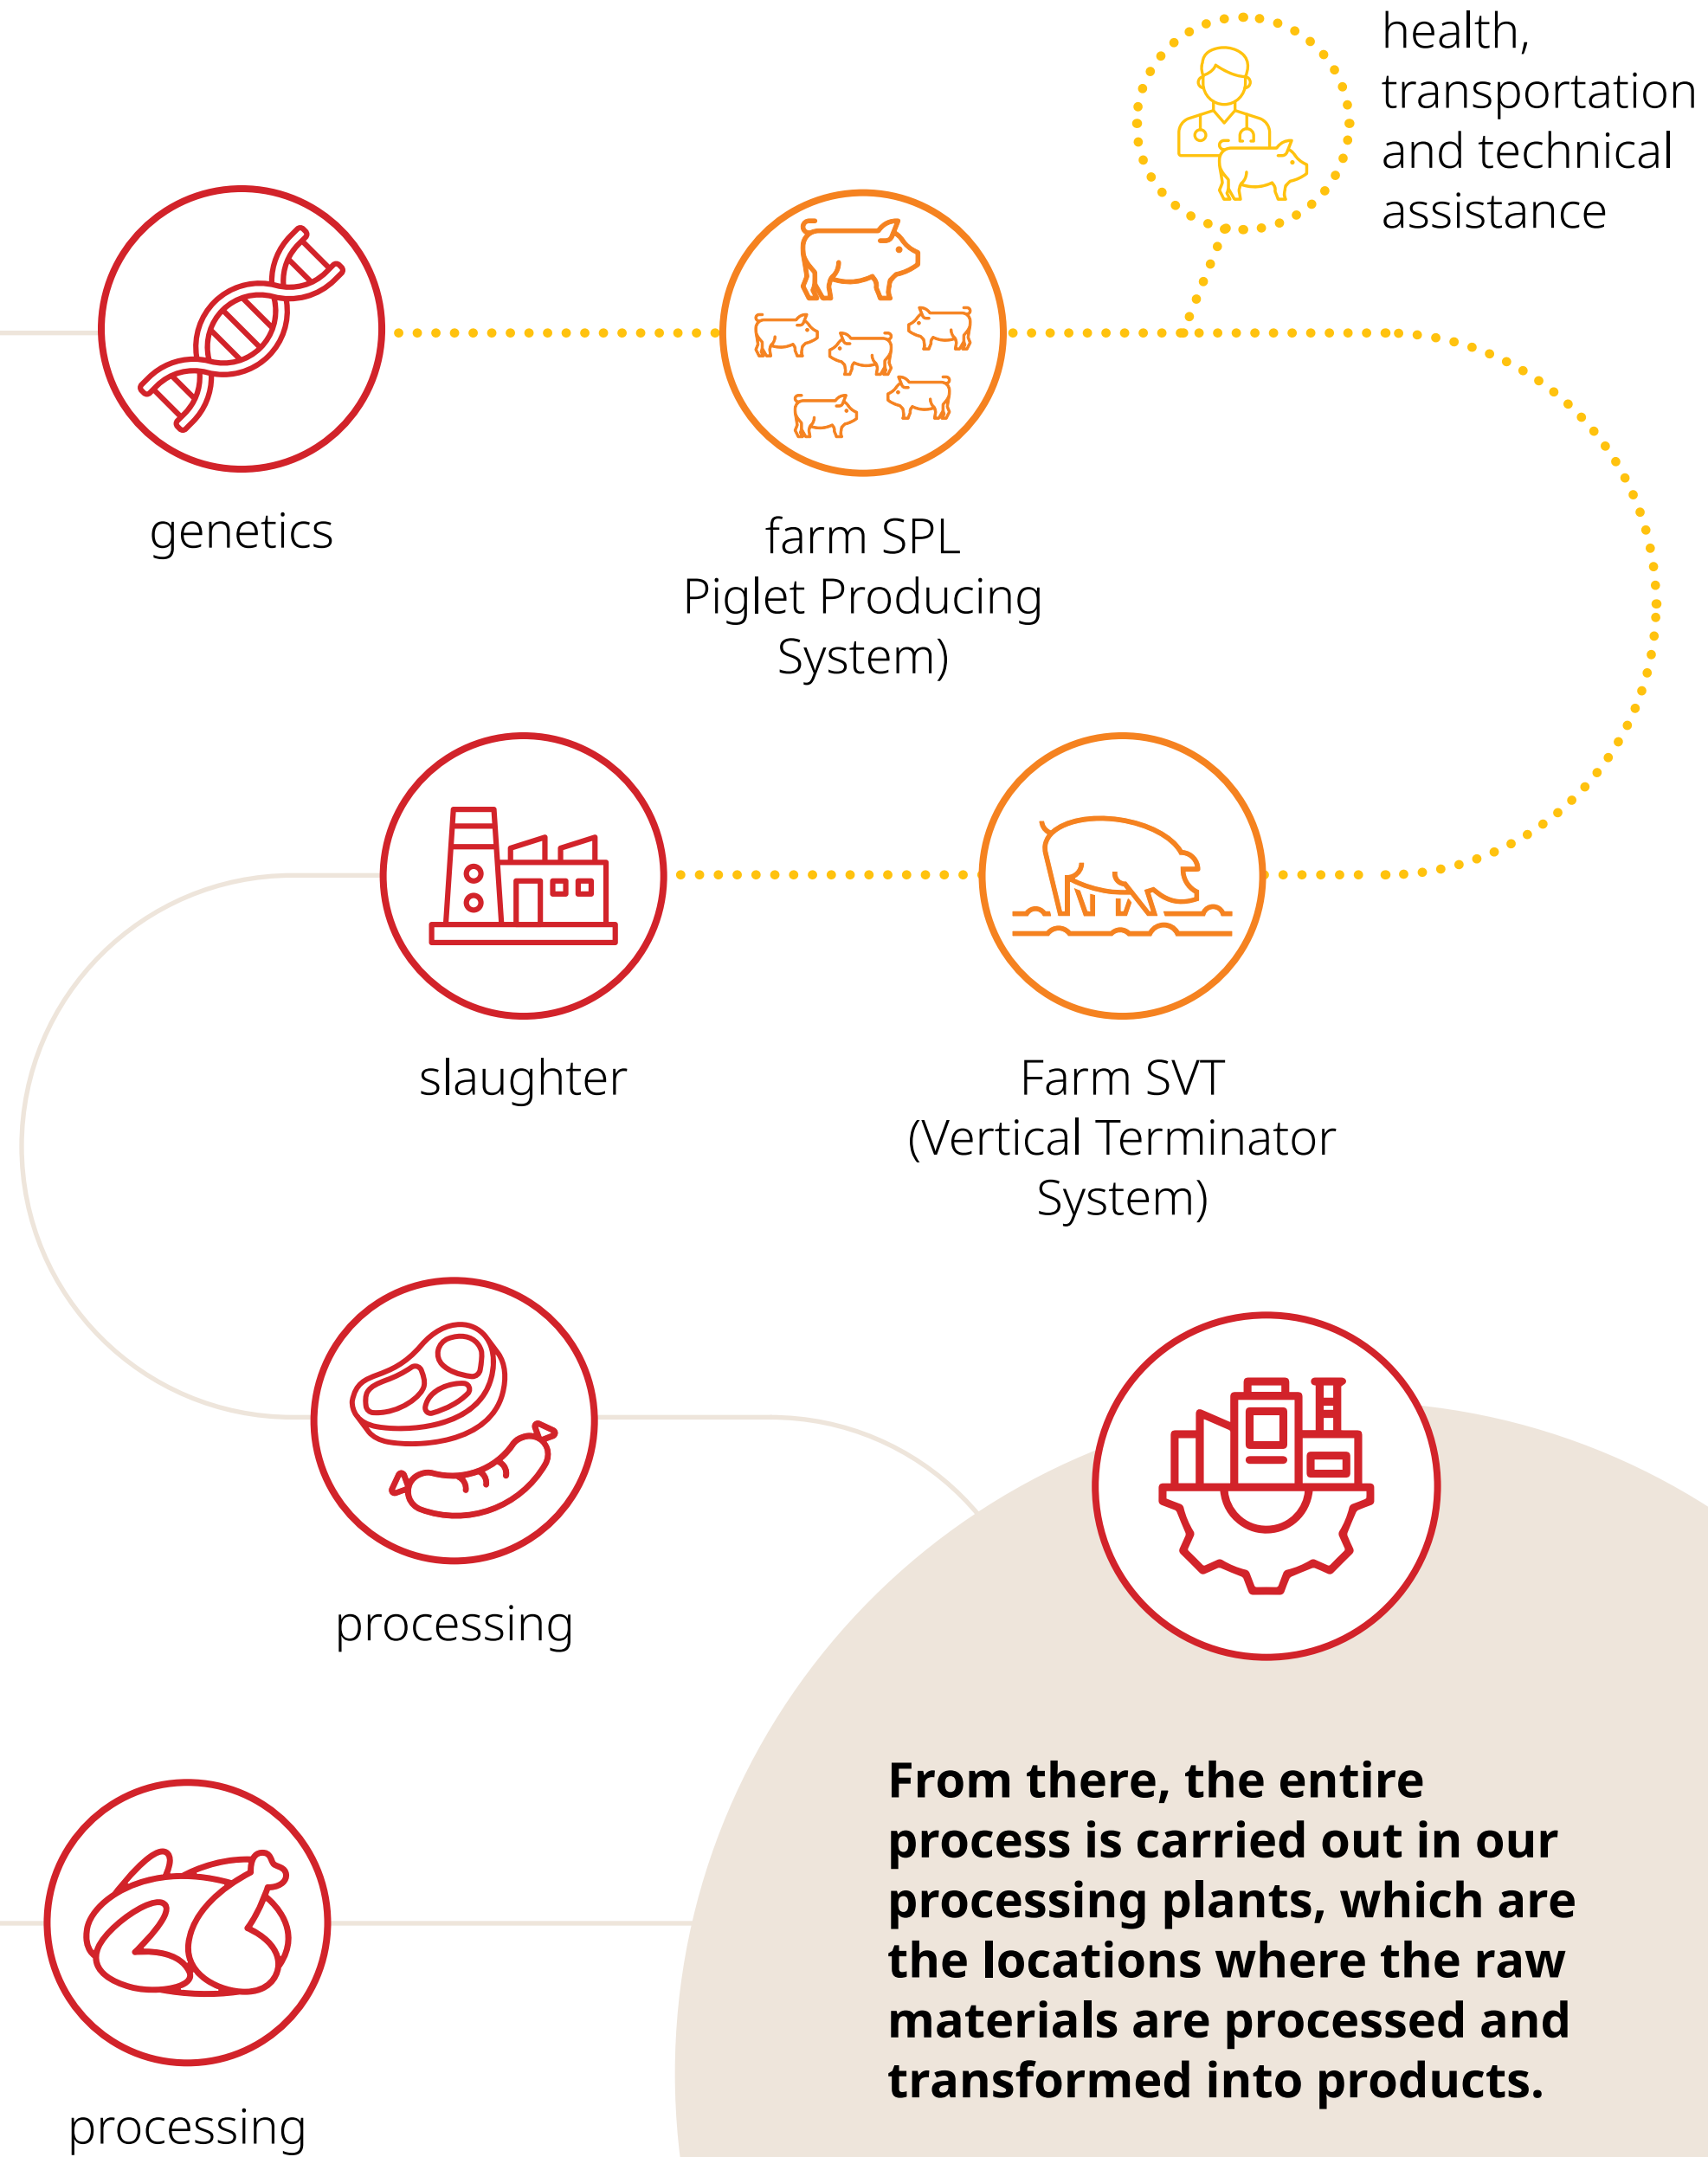 health,
transportation
and technical
assistance
genetics
farm SPL
Piglet Producing
System)
slaughter
Farm SVT
(Vertical Terminator
System)
processing
From there, the entire
process is carried out in our
processing plants, which are
the locations where the raw
materials are processed and
transformed into products.
processing